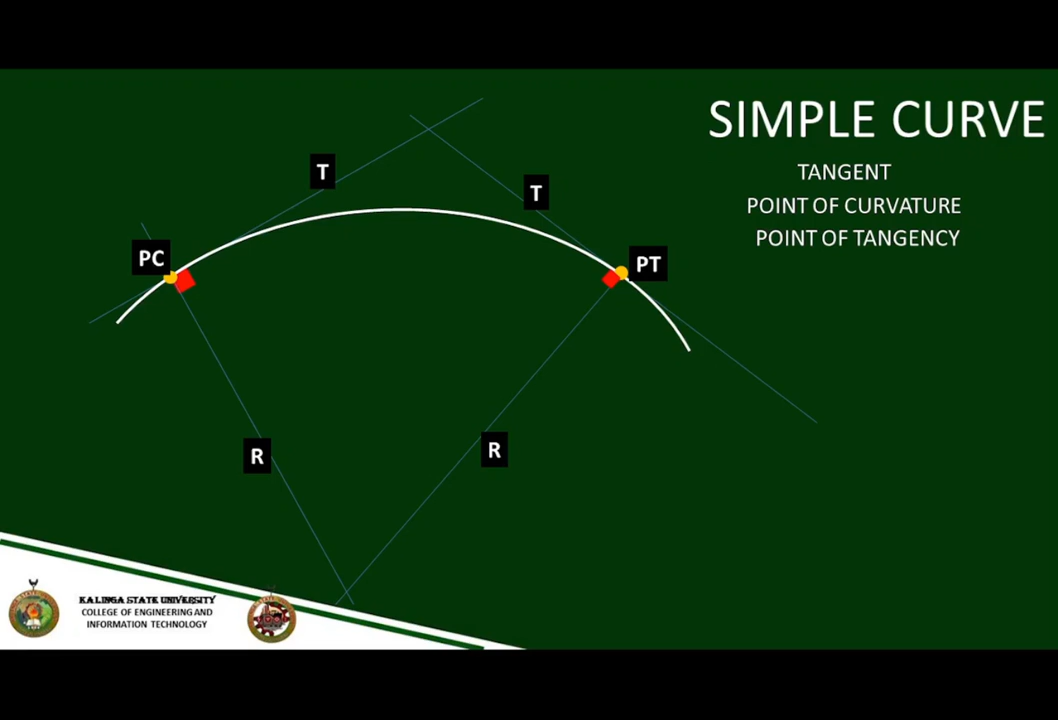 SIMPLE CURVE
TANGENT
POINT OF CURVATURE
POINT OF TANGENCY
T
T
PC
PT
R
R
KALINGA STATE UNIVERSITY
COLLEGE OF ENGINEERING AND
INFORMATION TECHNOLOGY